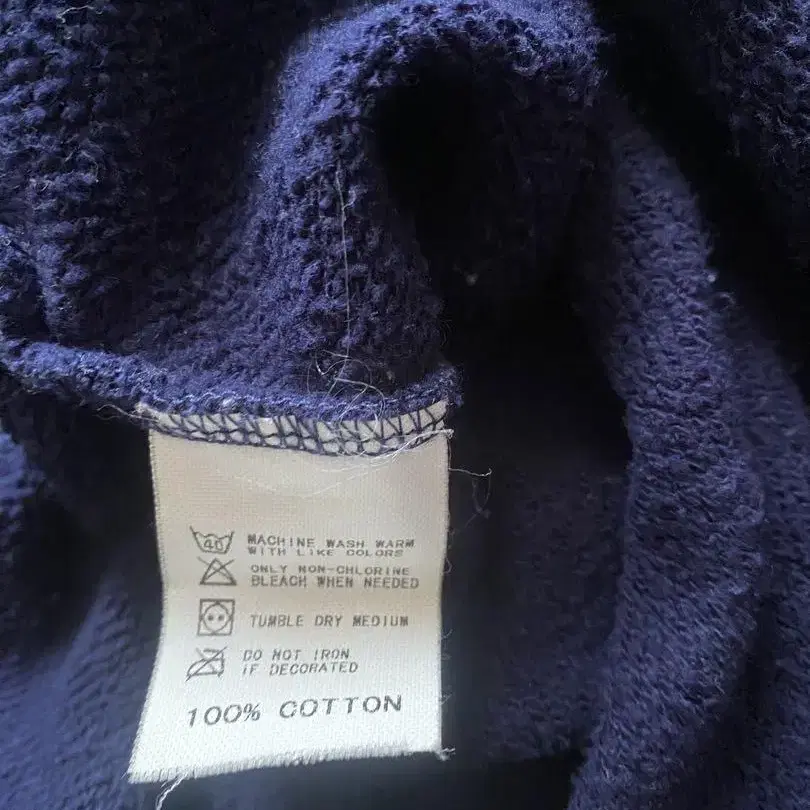 40 MACHINE WASH WARM
WITH LIKE COLORS
ONLY NON-CHLORINE
BLEACH WHEN NEEDED
TUMBLE DRY MEDIUM
DO NOT IRON
IF DECORATED
100% COTTON